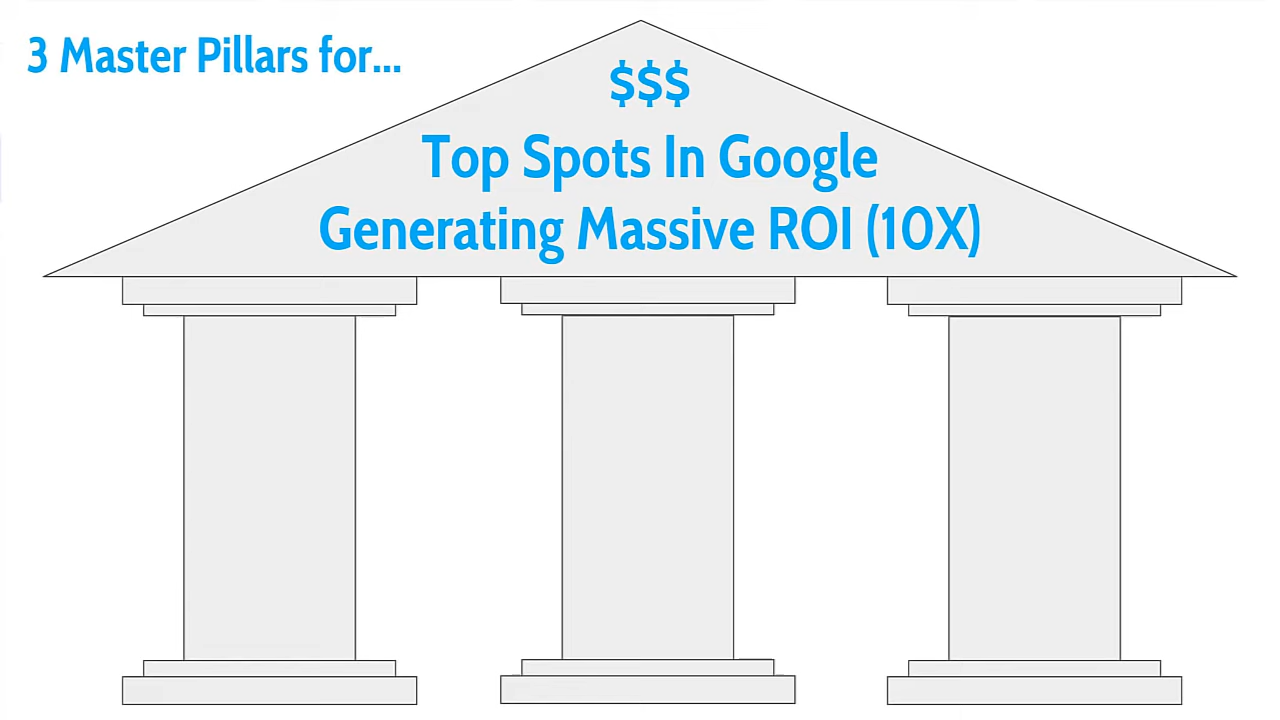 3 Master Pillars for...
$$$
Top Spots In Google
Generating Massive ROI (10X)